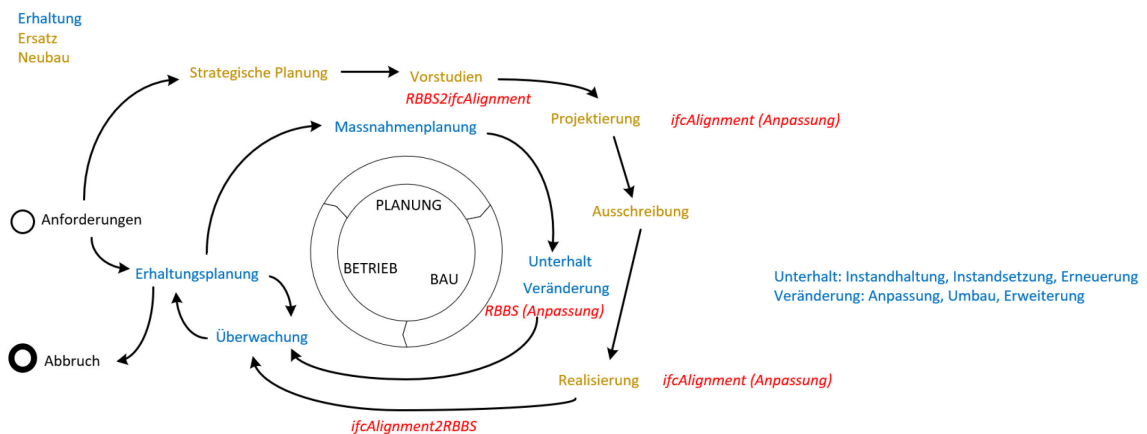 Erhaltung
Ersatz
Neubau
Strategische Planung
Vorstudien
RBBS2ifcAlignment
Projektierung
ifcAlignment (Anpassung)
Massnahmenplanung
Anforderungen
PLANUNG
Ausschreibung
Erhaltungsplanung
BETRIEB
BAU
Unterhalt
Veränderung
RBBS (Anpassung)
Unterhalt: Instandhaltung, Instandsetzung, Erneuerung
Veränderung: Anpassung, Umbau, Erweiterung
Überwachung
Abbruch
Realisierung
ifcAlignment (Anpassung)
ifcAlignment2RBBS